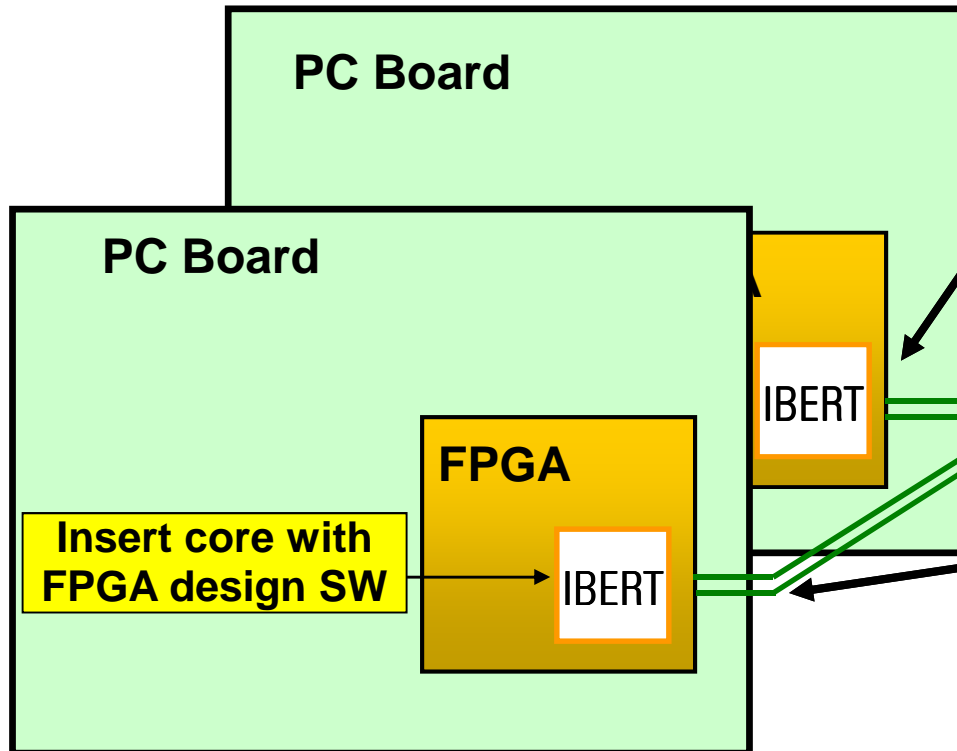 PC Board
PC Board
A
IBERT
FPGA
Insert core with
FPGA design SW
IBERT